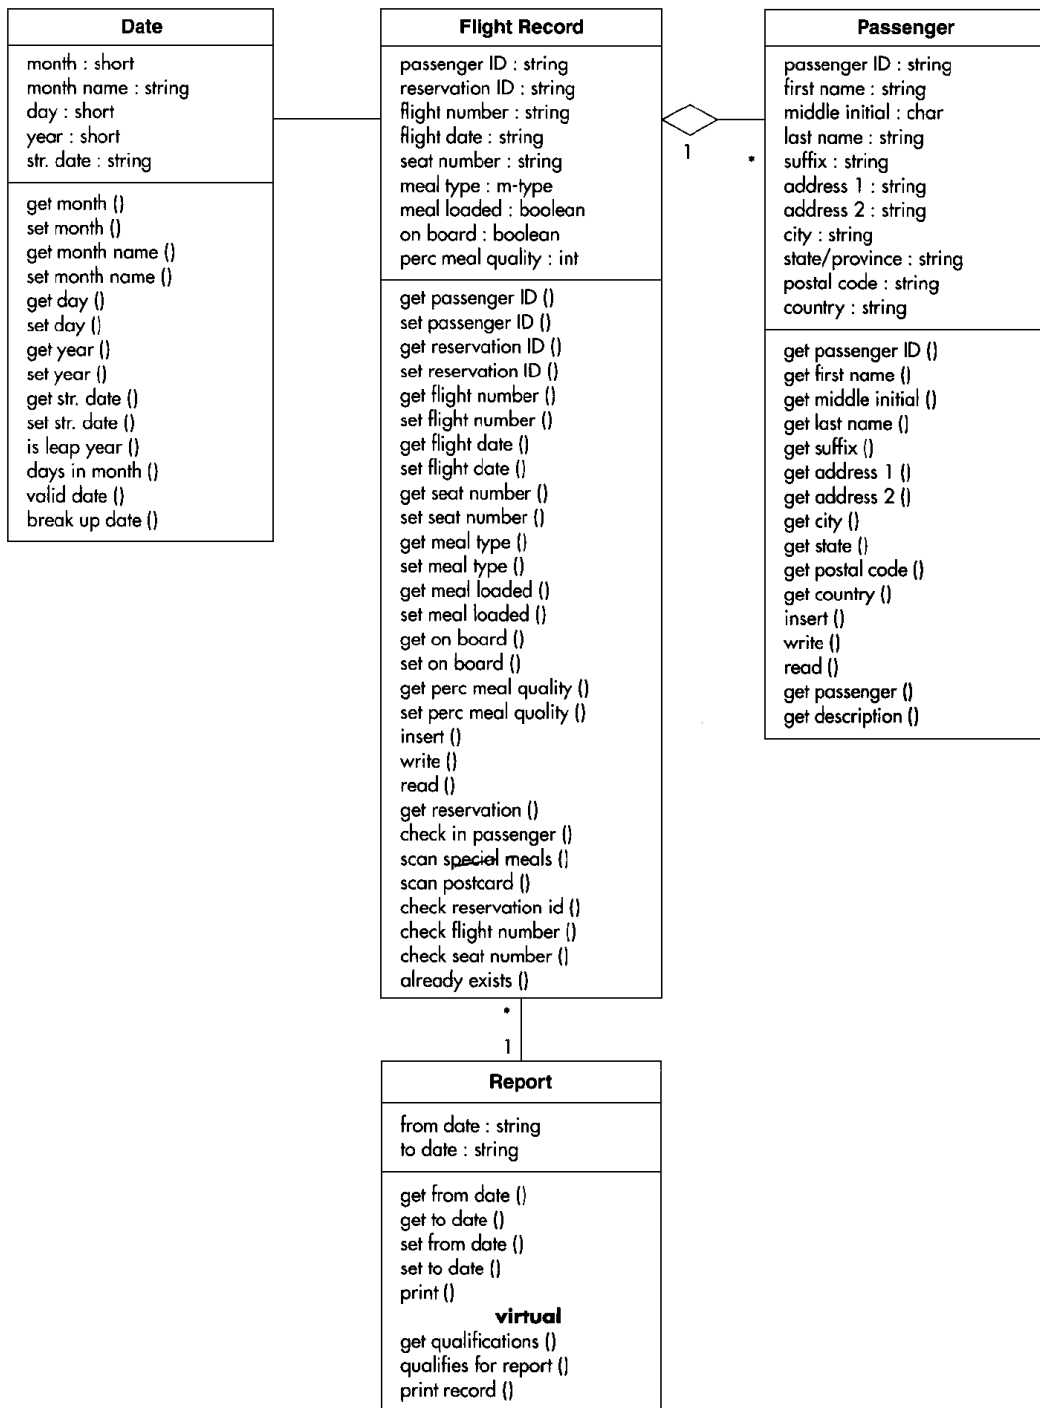 Date
month : short
month name : string
day : short
year : short
str. date : string
get month ()
set month ()
get month name ()
set month name ()
get day ()
set day ()
get year ()
set year ()
get str. date ()
set str. date ()
is leap year ()
days in month ()
valid date ()
break up date ()
Flight Record
passenger ID : string
reservation ID : string
flight number : string
flight date : string
seat number : string
meal type : m-type
meal loaded : boolean
on board : boolean
perc meal quality : int
get passenger ID ()
set passenger ID ()
get reservation ID ()
set reservation ID ()
get flight number ()
set flight number ()
get flight date ()
set flight date ()
get seat number ()
set seat number ()
get meal type ()
set meal type ()
get meal loaded ()
set meal loaded ()
get on board ()
set on board ()
get perc meal quality ()
set perc meal quality ()
insert ()
write ()
read ()
get reservation ()
check in passenger ()
scan special meals ()
scan postcard ()
check reservation id ()
check flight number ()
check seat number ()
already exists ()
1
*
Passenger
passenger ID : string
first name : string
middle initial : char
last name : string
suffix : string
address 1 : string
address 2 : string
city : string
state/province : string
postal code : string
country : string
get passenger ID ()
get first name ()
get middle initial ()
get last name ()
get suffix ()
get address 1 ()
get address 2 ()
get city ()
get state ()
get postal code ()
get country ()
insert ()
write ()
read ()
get passenger ()
get description ()
*
1
Report
from date : string
to date : string
get from date ()
get to date ()
set from date ()
set to date ()
print ()
virtual
get qualifications ()
qualifies for report ()
print record ()